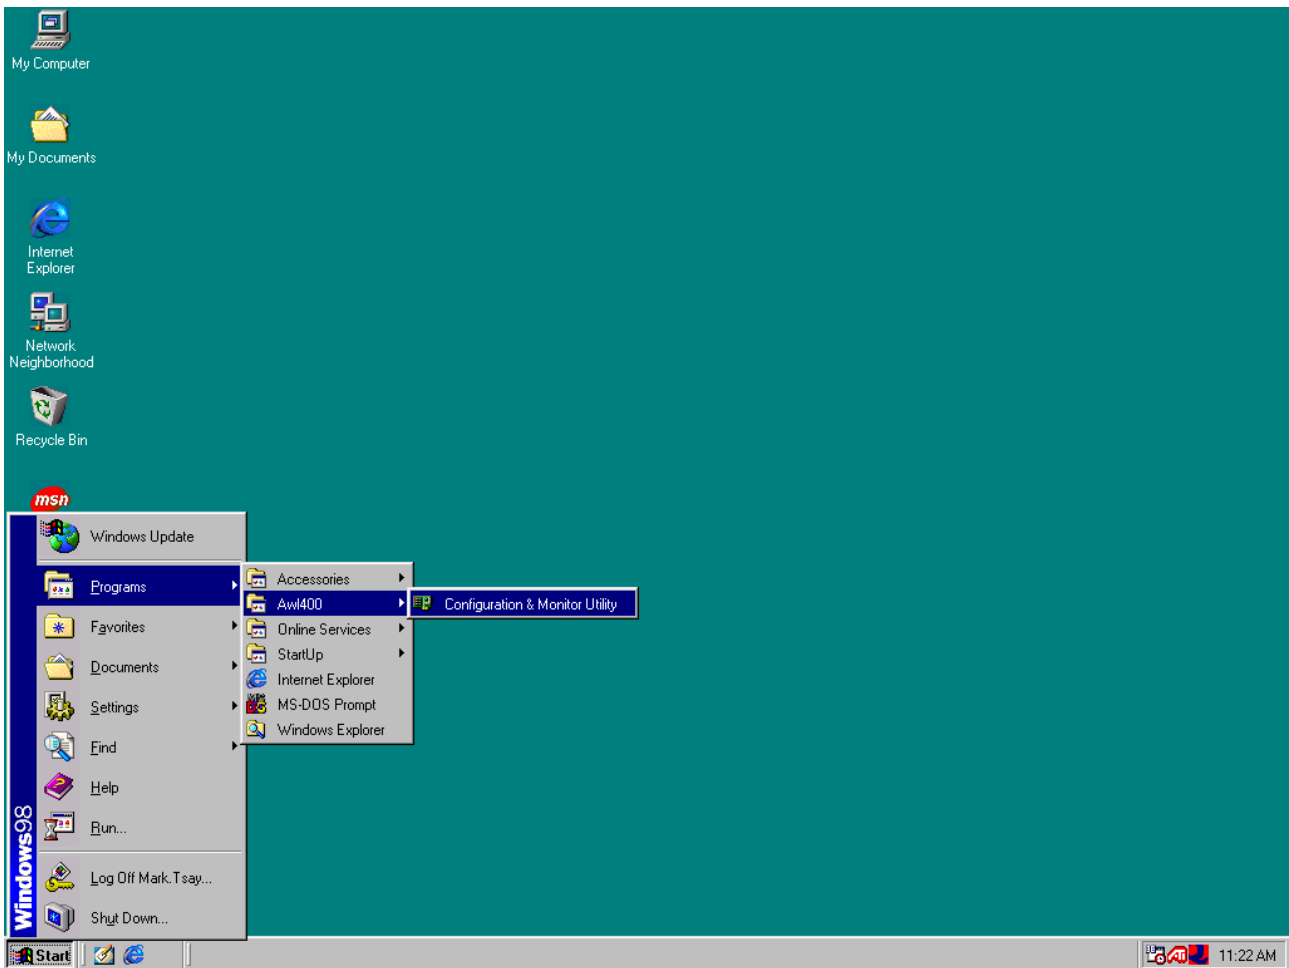 My Computer
My Documents
Internet
Explorer
Network
Neighborhood
Recycle Bin
msn
Windows Update
Programs
Favorites
Documents
Settings
Find
Help
Run...
Log Off Mark.Tsay...
Shut Down...
Windows98
Accessories
Awl400
Online Services
StartUp
Internet Explorer
MS-DOS Prompt
Windows Explorer
Configuration & Monitor Utility
Start
ATI
11:22 AM